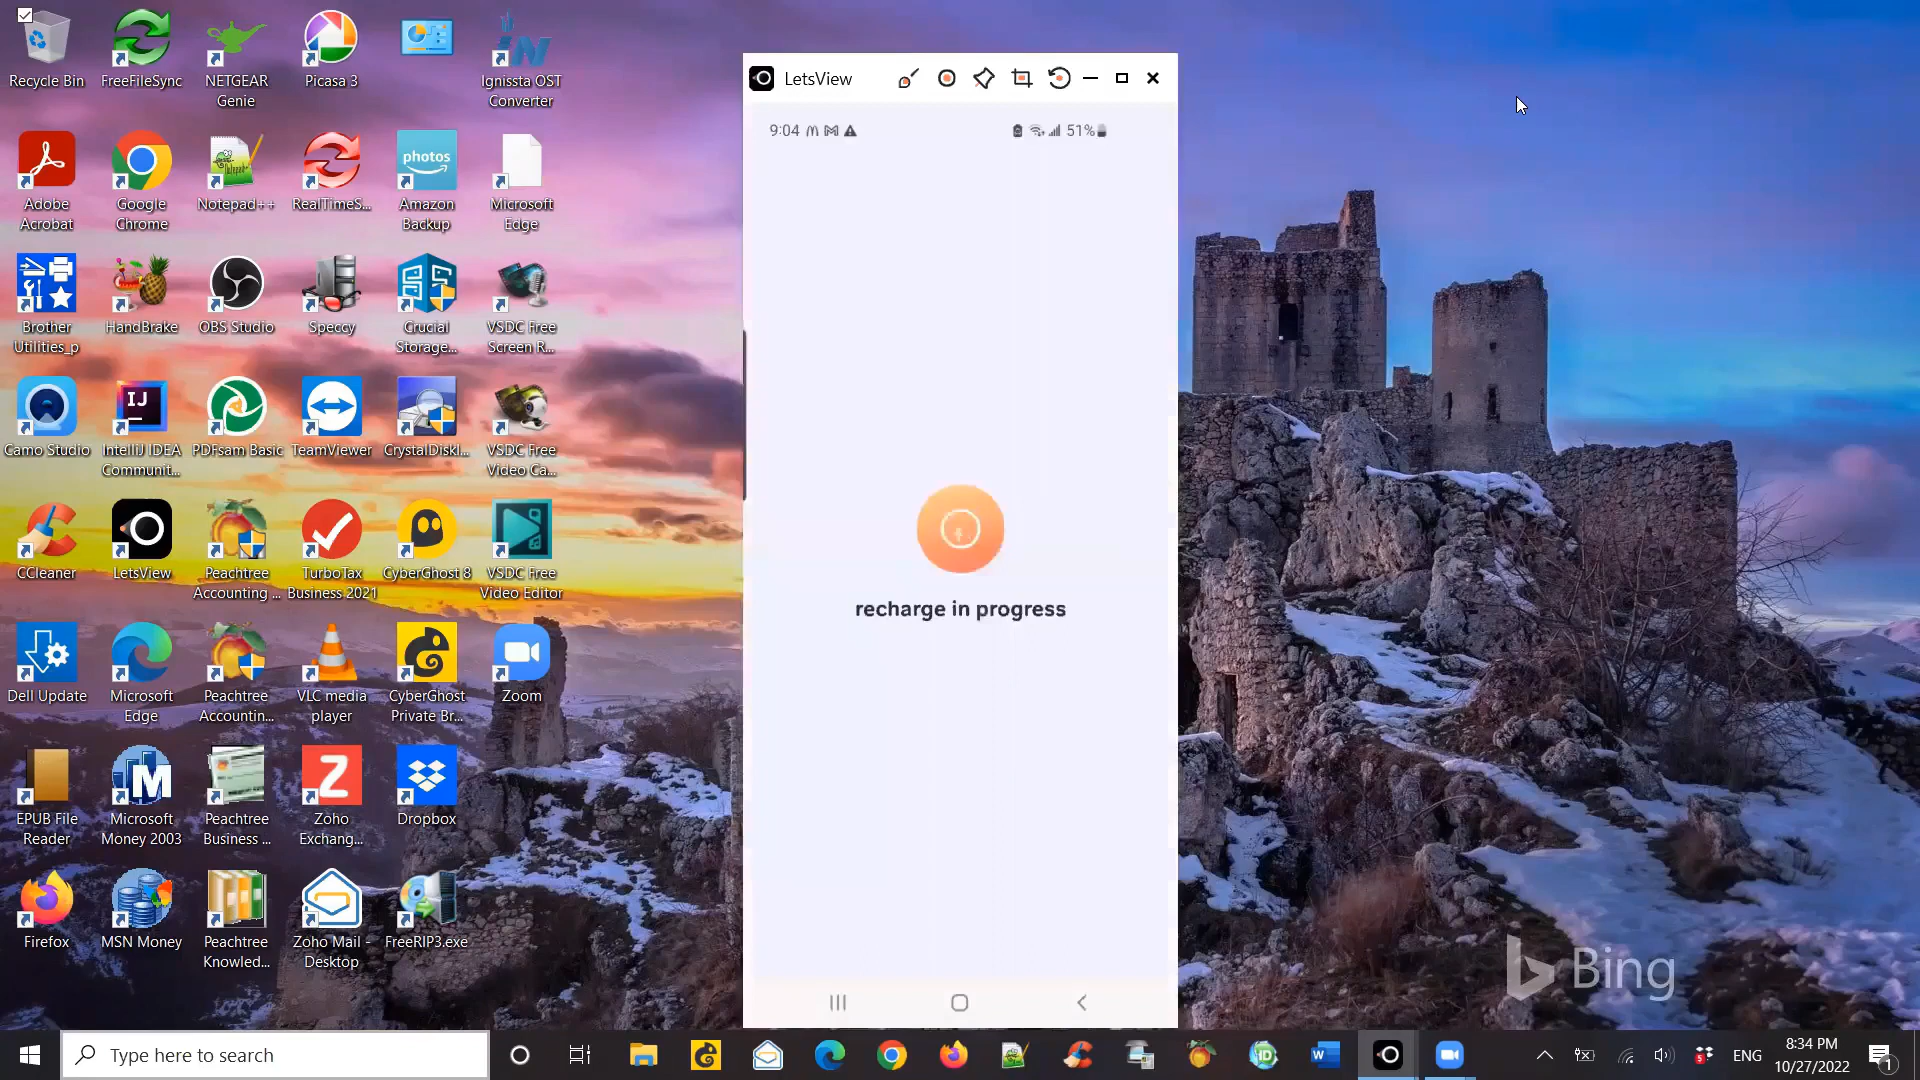 Recycle Bin
FreeFileSync
NETGEAR
Genie
Picasa 3
Ignissta OST
Converter
Adobe
Acrobat
Google
Chrome
Notepad++
RealTimeS...
photos
Amazon
Backup
Microsoft
Edge
Brother
Utilities_p
HandBrake
OBS Studio
Speccy
Crucial
Storage...
VSDC Free
Screen R...
Camo Studio
IJ
IntelliJ IDEA
Communit...
PDFsam Basic
TeamViewer
CrystalDiskI...
VSDC Free
Video Ca...
CCleaner
LetsView
Peachtree
Accounting ...
TurboTax
Business 2021
CyberGhost 8
VSDC Free
Video Editor
Dell Update
Microsoft
Edge
Peachtree
Accountin...
VLC media
player
CyberGhost
Private Br...
Zoom
EPUB File
Reader
Microsoft
Money 2003
Peachtree
Business ...
Zoho
Exchang...
Dropbox
Firefox
MSN Money
Peachtree
Knowled...
Zoho Mail -
Desktop
FreeRIP3.exe
LetsView
9:04
51%
recharge in progress
Bing
Type here to search
ENG
8:34 PM
10/27/2022
1